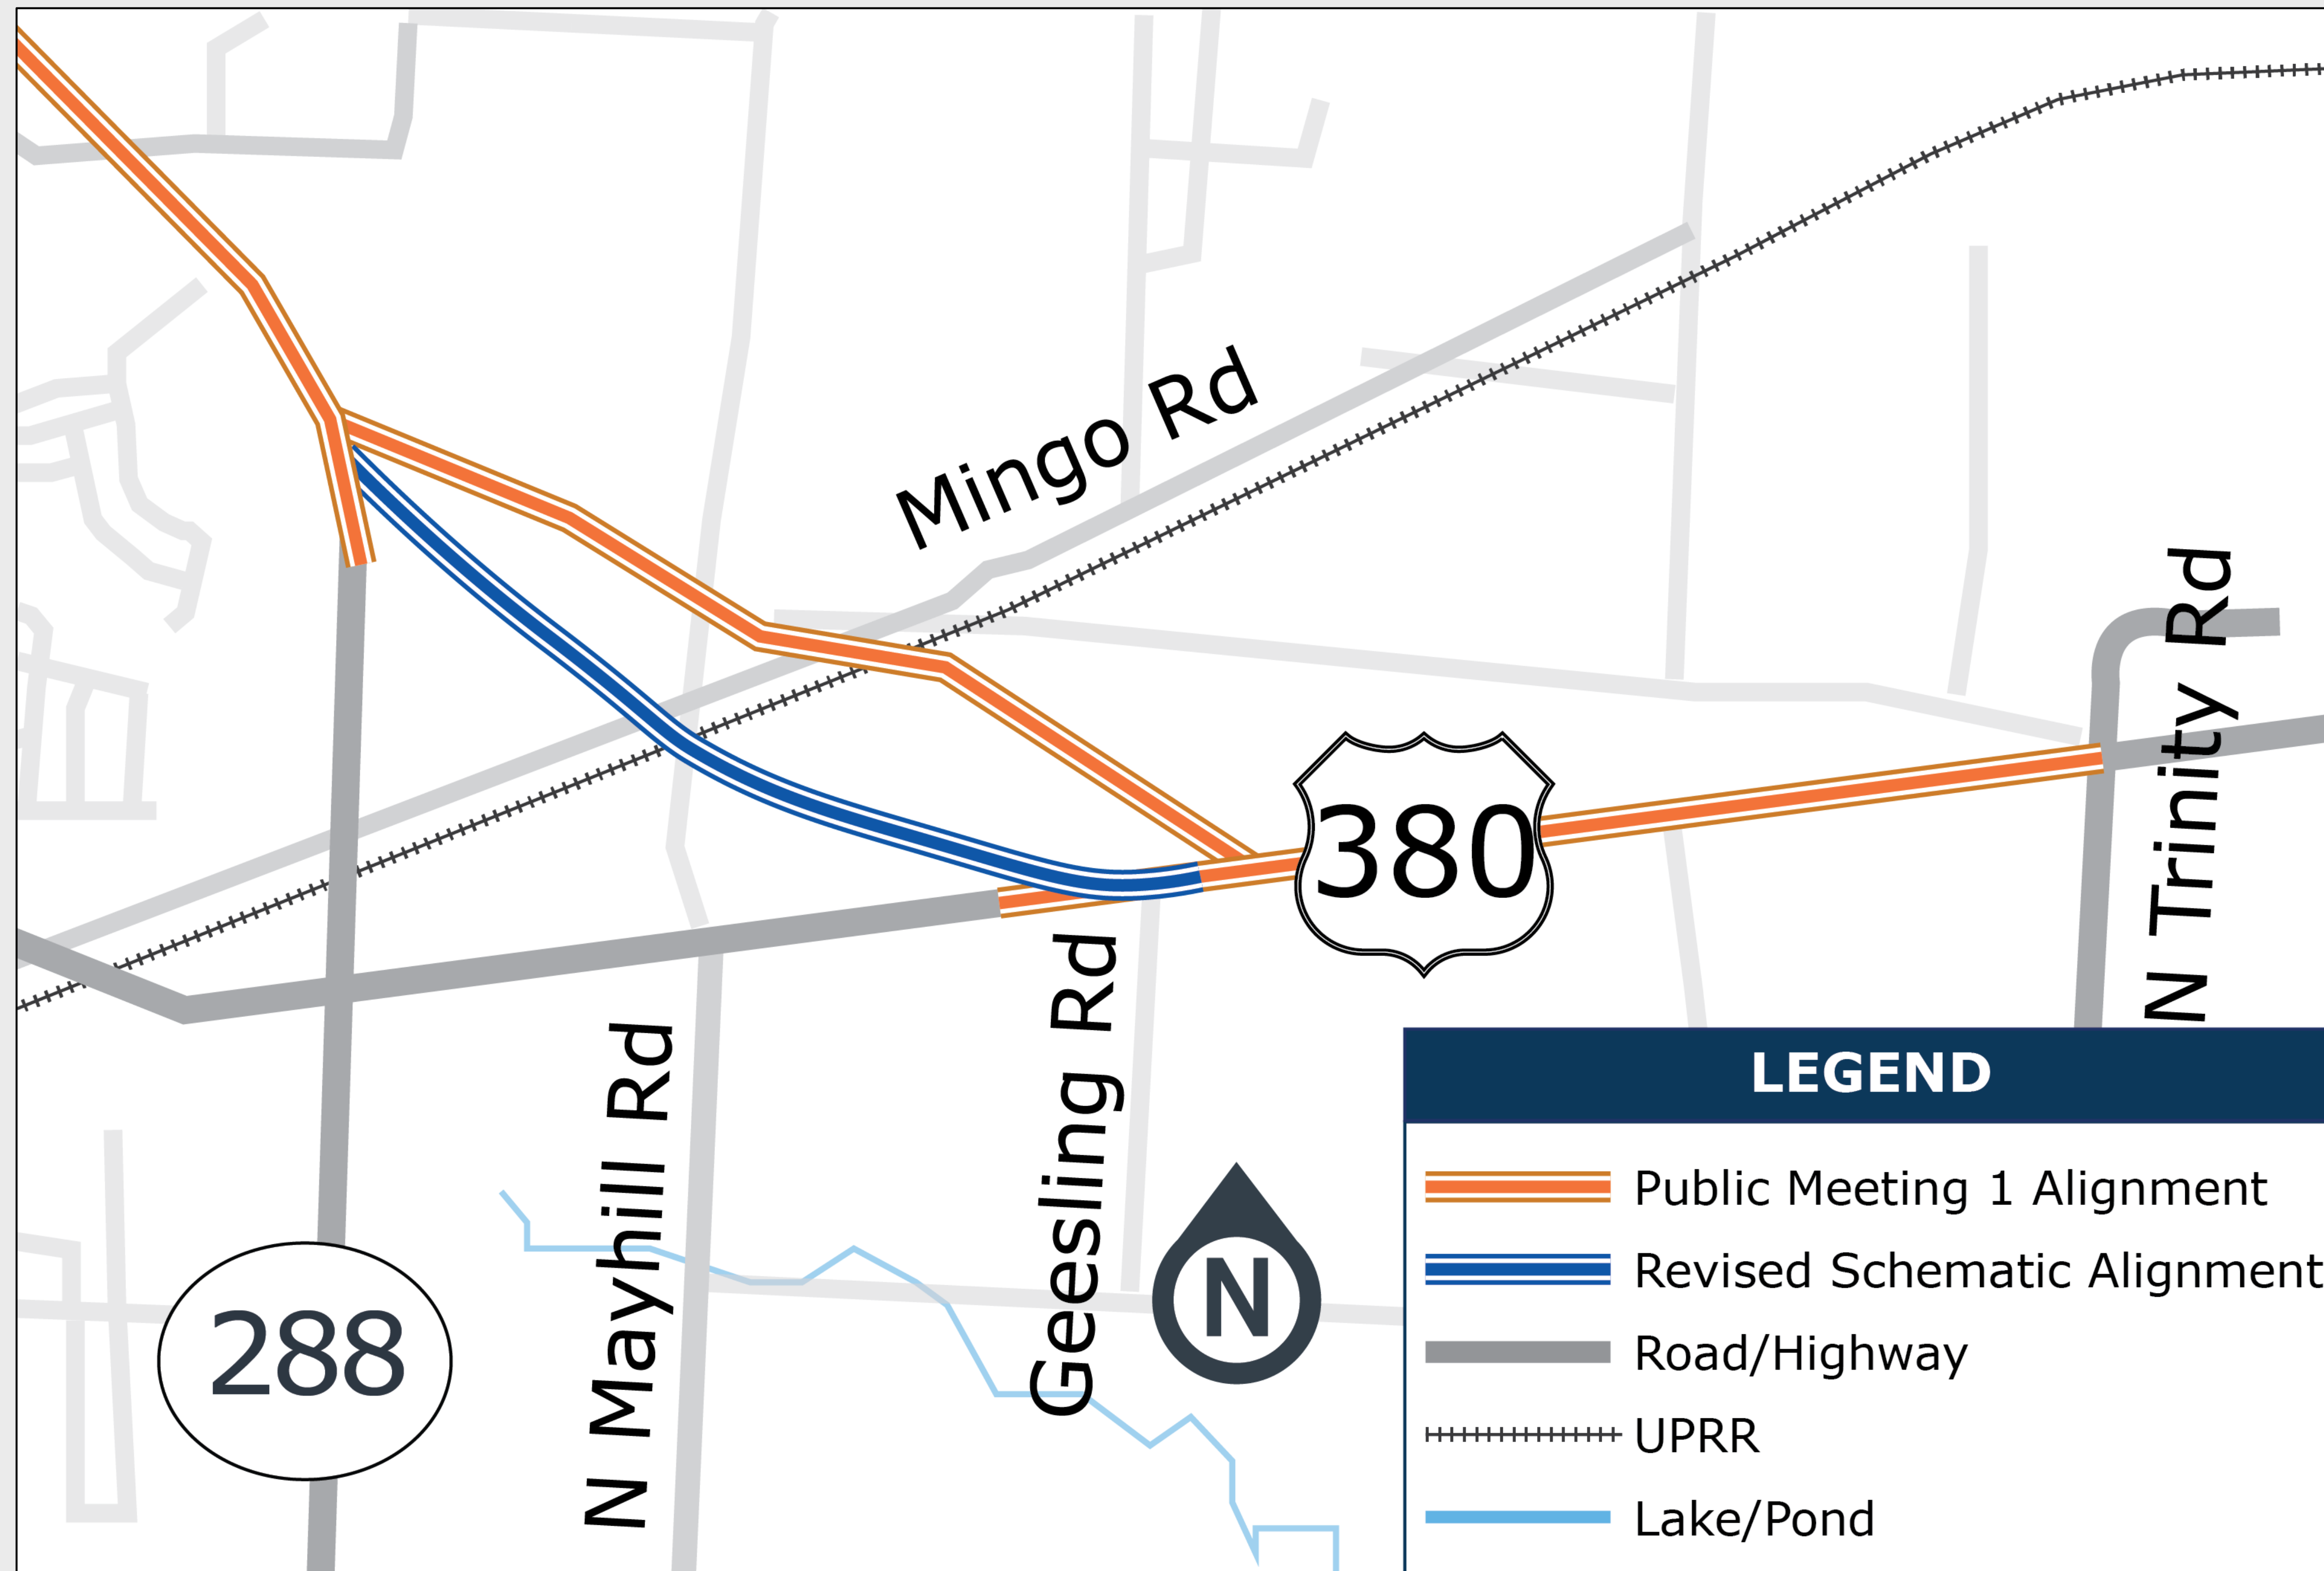 Mingo Rd
N Trinity Rd
380
Geesling Rd
N Mayhill Rd
288
N
LEGEND
Public Meeting 1 Alignment
Revised Schematic Alignment
Road/Highway
UPRR
Lake/Pond